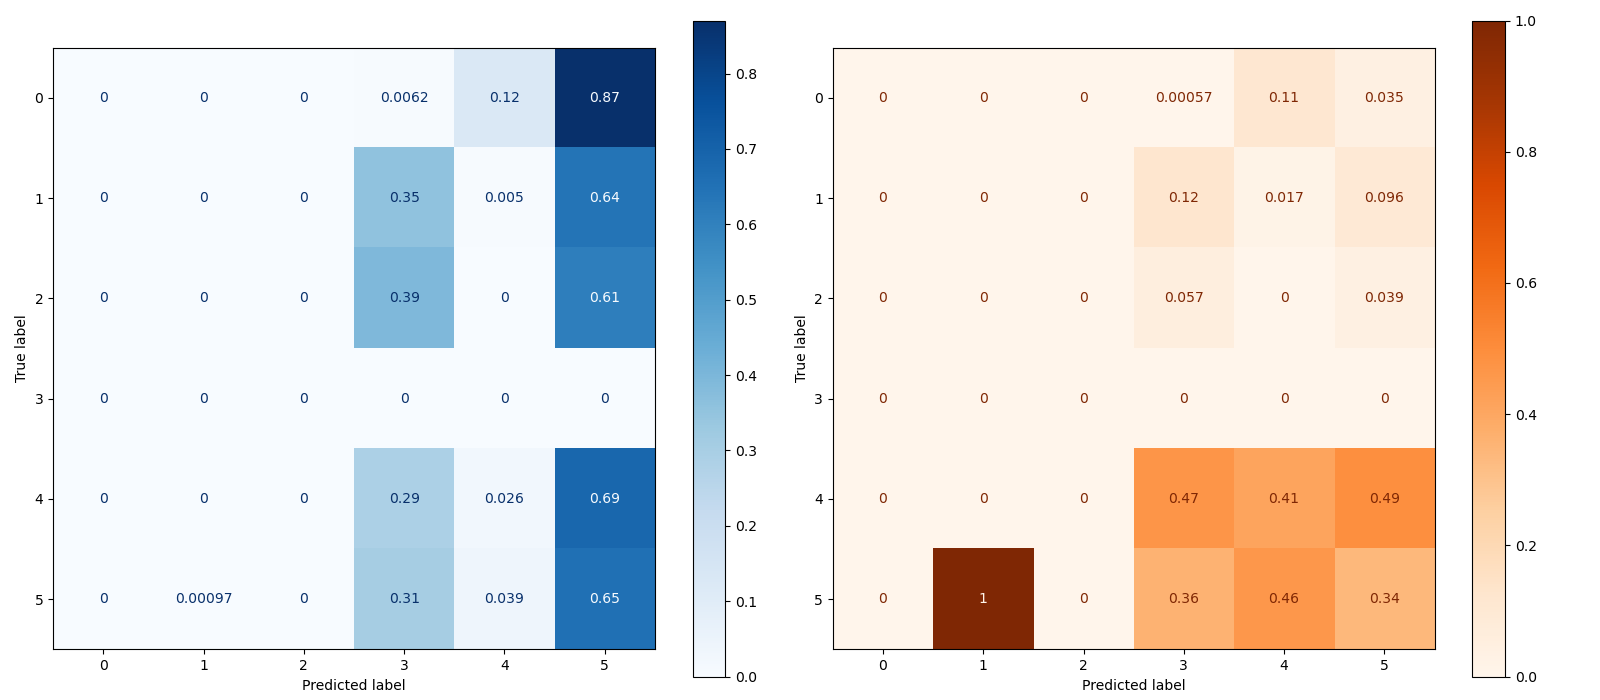 0 0 0 0 0.0062 0.12 0.87
1 0 0 0 0.35 0.005 0.64
2 0 0 0 0.39 0 0.61
3 0 0 0 0 0 0
4 0 0 0 0.29 0.026 0.69
5 0 0.00097 0 0.31 0.039 0.65
0 1 2 3 4 5
Predicted label
True label
0.8
0.7
0.6
0.5
0.4
0.3
0.2
0.1
0.0
0 0 0 0 0.00057 0.11 0.035
1 0 0 0 0.12 0.017 0.096
2 0 0 0 0.057 0 0.039
3 0 0 0 0 0 0
4 0 0 0 0.47 0.41 0.49
5 0 1 0 0.36 0.46 0.34
0 1 2 3 4 5
Predicted label
True label
1.0
0.8
0.6
0.4
0.2
0.0